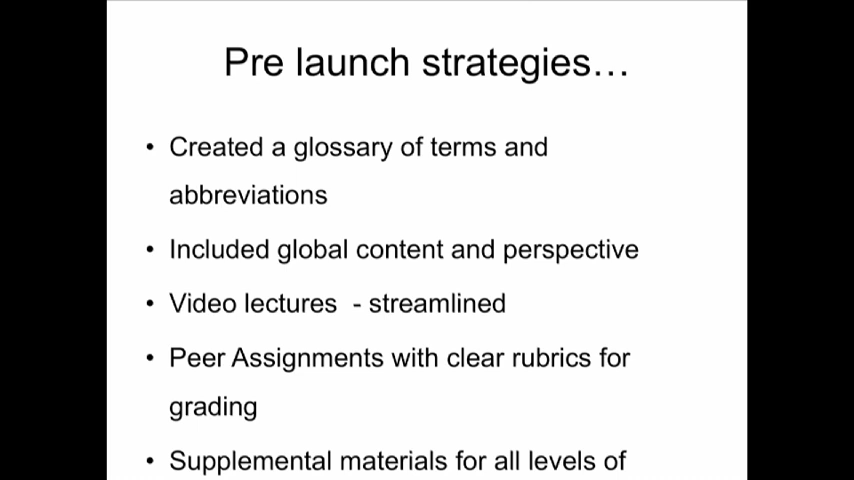 Pre launch strategies…
• Created a glossary of terms and
abbreviations
• Included global content and perspective
• Video lectures - streamlined
• Peer Assignments with clear rubrics for
grading
• Supplemental materials for all levels of